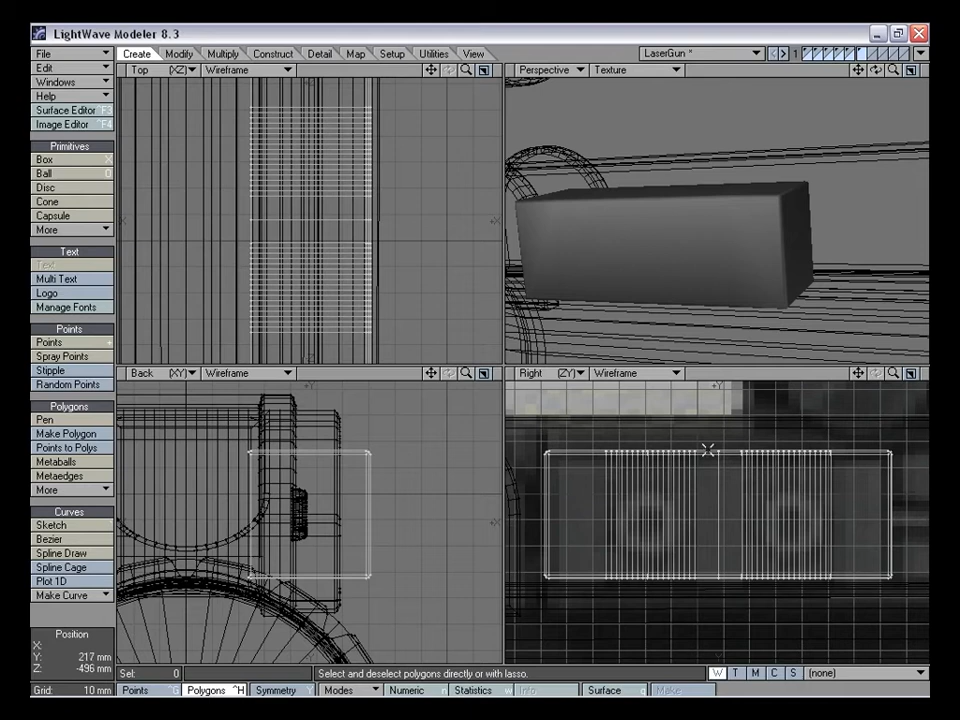 LightWave Modeler 8.3
File Create Modify Multiply Construct Detail Map Setup Utilities View LaserGun * 1
Edit Top (XZ) Wireframe Perspective Texture
Windows
Help
Surface Editor F3
Image Editor ^F4
Primitives
Box X
Ball O
Disc
Cone
Capsule
More
Text
Text
Multi Text
Logo
Manage Fonts
Points
Points +
Spray Points
Stipple
Back (XY) Wireframe Right (ZY) Wireframe
Random Points
Polygons
Pen
Make Polygon
Points to Polys
Metaballs
Metaedges
More
Curves
Sketch
Bezier
Spline Draw
Spline Cage
Plot 1D
Make Curve
Position
X:
Y: 217 mm
Z: -496 mm
Sel: 0 Select and deselect polygons directly or with lasso. W T M C S (none)
Grid: 10 mm Points ^G Polygons ^H Symmetry Y Modes Numeric n Statistics w Info i Surface q Make